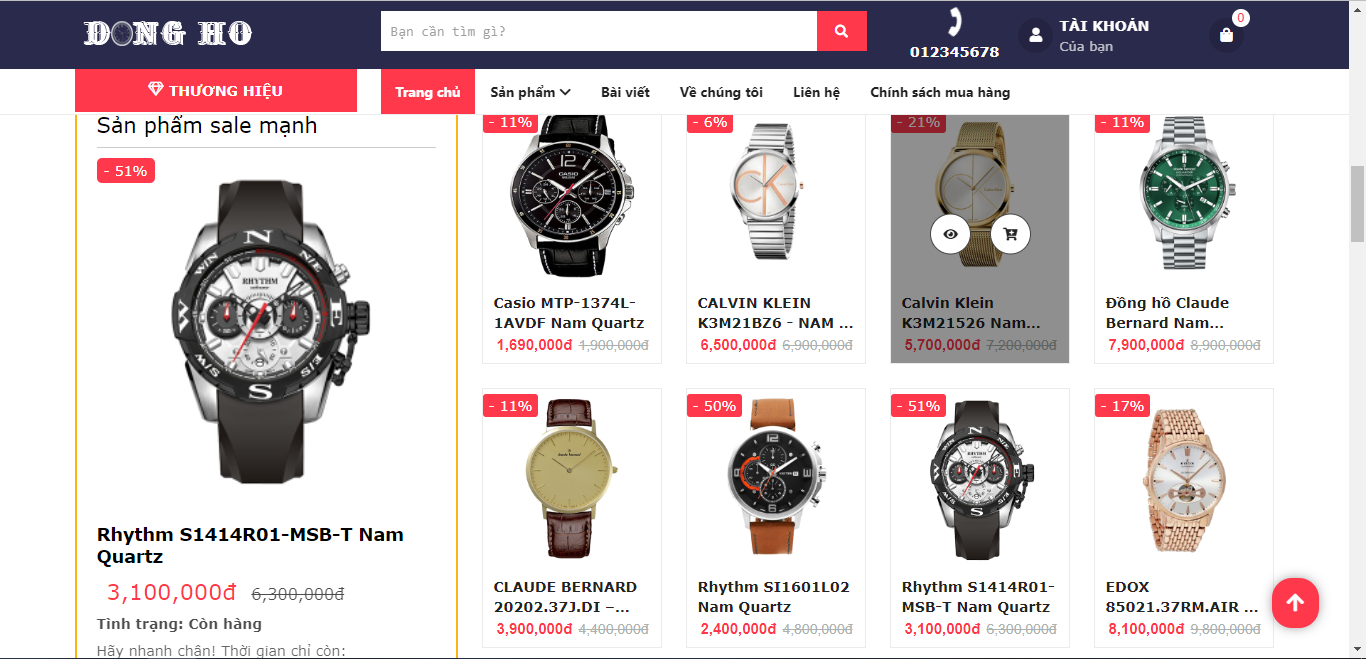 DONG HO
Bạn cần tìm gì?
012345678
TÀI KHOẢN
Của bạn
0
THƯƠNG HIỆU
Trang chủ
Sản phẩm
Bài viết
Về chúng tôi
Liên hệ
Chính sách mua hàng
Sản phẩm sale mạnh
- 51%
RHYTHM
Rhythm S1414R01-MSB-T Nam
Quartz
3,100,000đ 6,300,000đ
Tình trạng: Còn hàng
Hãy nhanh chân! Thời gian chỉ còn:
- 11%
CASIO
Casio MTP-1374L-
1AVDF Nam Quartz
1,690,000đ 1,900,000đ
- 6%
CK
CALVIN KLEIN
K3M21BZ6 - NAM ...
6,500,000đ 6,900,000đ
- 21%
Calvin Klein
K3M21526 Nam...
5,700,000đ 7,200,000đ
- 11%
Đồng hồ Claude
Bernard Nam...
7,900,000đ 8,900,000đ
- 11%
CLAUDE BERNARD
20202.37J.DI –...
3,900,000đ 4,400,000đ
- 50%
Rhythm SI1601L02
Nam Quartz
2,400,000đ 4,800,000đ
- 51%
RHYTHM
Rhythm S1414R01-
MSB-T Nam Quartz
3,100,000đ 6,300,000đ
- 17%
EDOX
85021.37RM.AIR ...
8,100,000đ 9,800,000đ